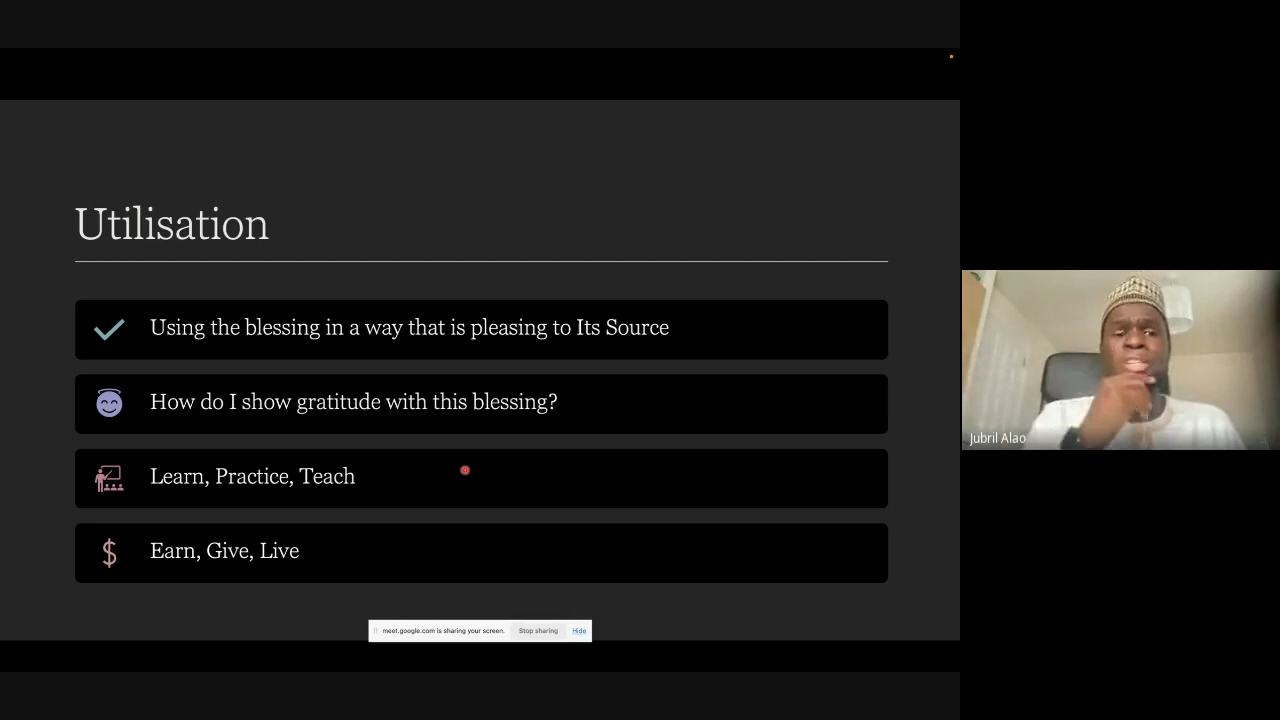 Utilisation
Using the blessing in a way that is pleasing to Its Source
How do I show gratitude with this blessing?
Learn, Practice, Teach
$ Earn, Give, Live
meet.google.com is sharing your screen. Stop sharing Hide
Jubril Alao